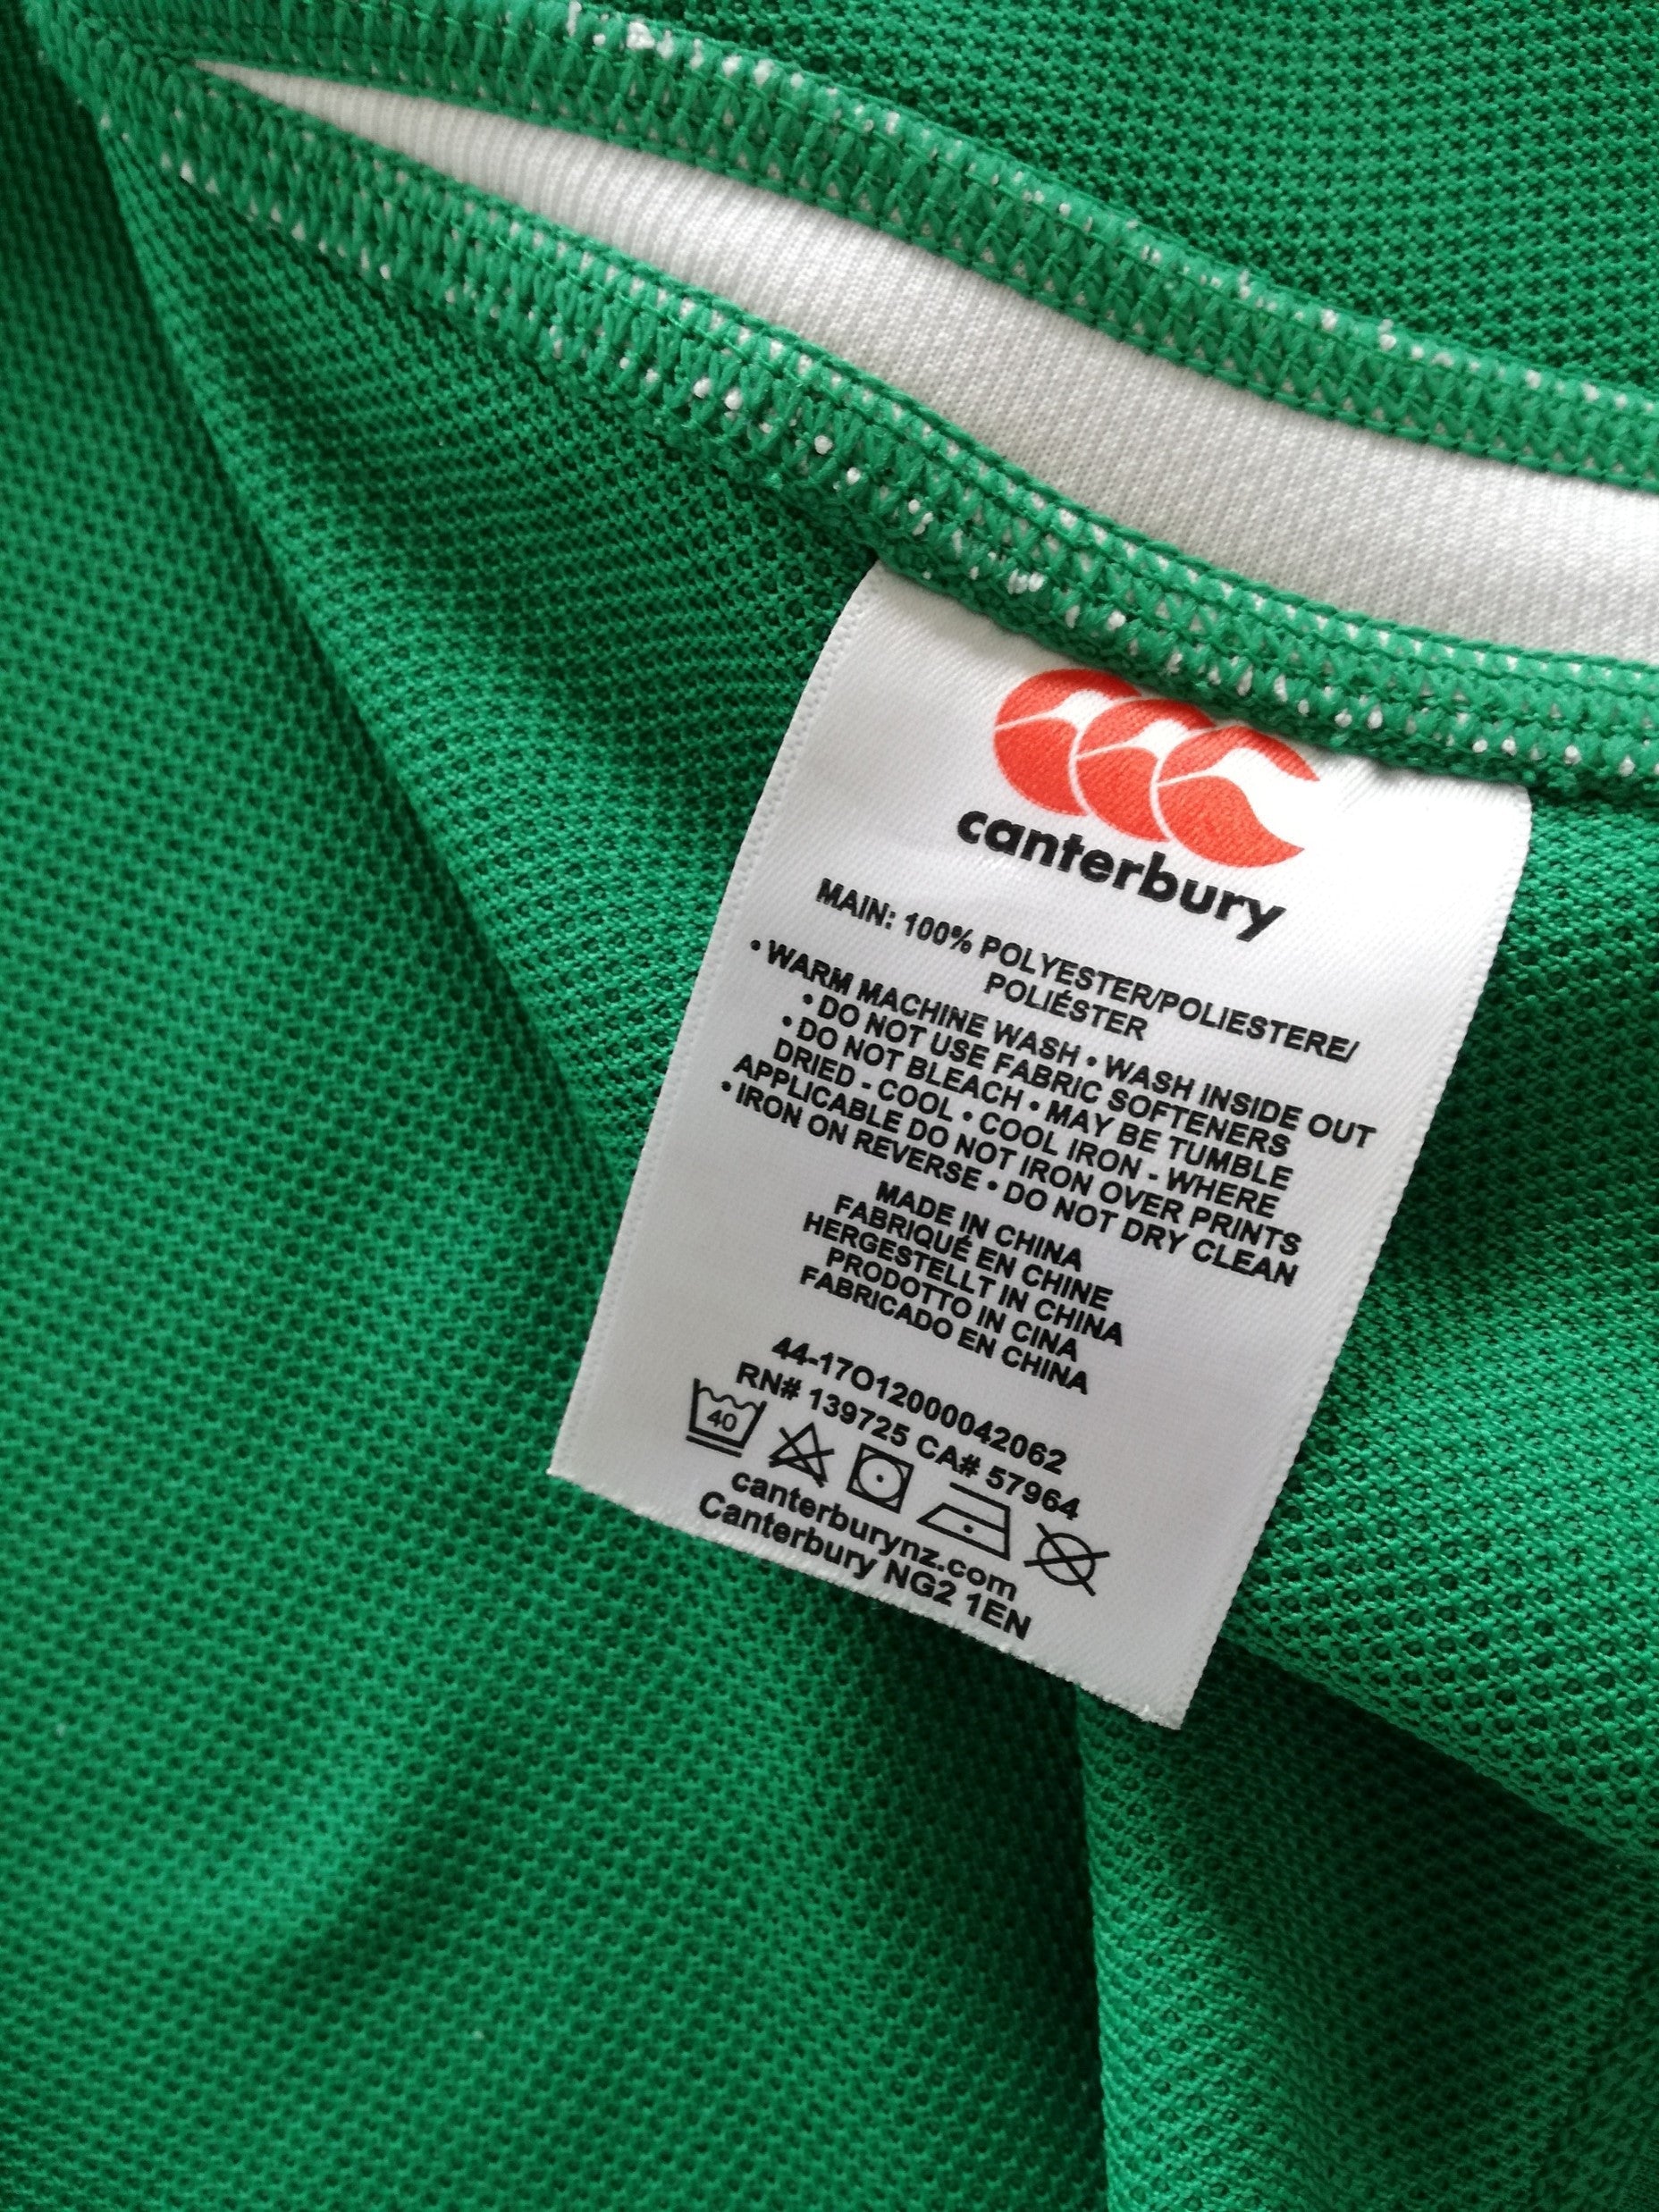 canterbury
MAIN: 100% POLYESTER/POLIESTERE/
POLIÉSTER
• WARM MACHINE WASH • WASH INSIDE OUT
• DO NOT USE FABRIC SOFTENERS
• DO NOT BLEACH • MAY BE TUMBLE
DRIED - COOL • COOL IRON - WHERE
APPLICABLE DO NOT IRON OVER PRINTS
• IRON ON REVERSE • DO NOT DRY CLEAN
MADE IN CHINA
FABRIQUÉ EN CHINE
HERGESTELLT IN CHINA
PRODOTTO IN CINA
FABRICADO EN CHINA
44-17O12000042062
RN# 139725 CA# 57964
40
canterburynz.com
Canterbury NG2 1EN